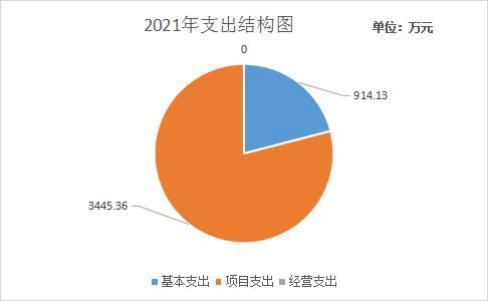 2021年支出结构图
单位：万元
0
914.13
3445.36
基本支出 项目支出 经营支出